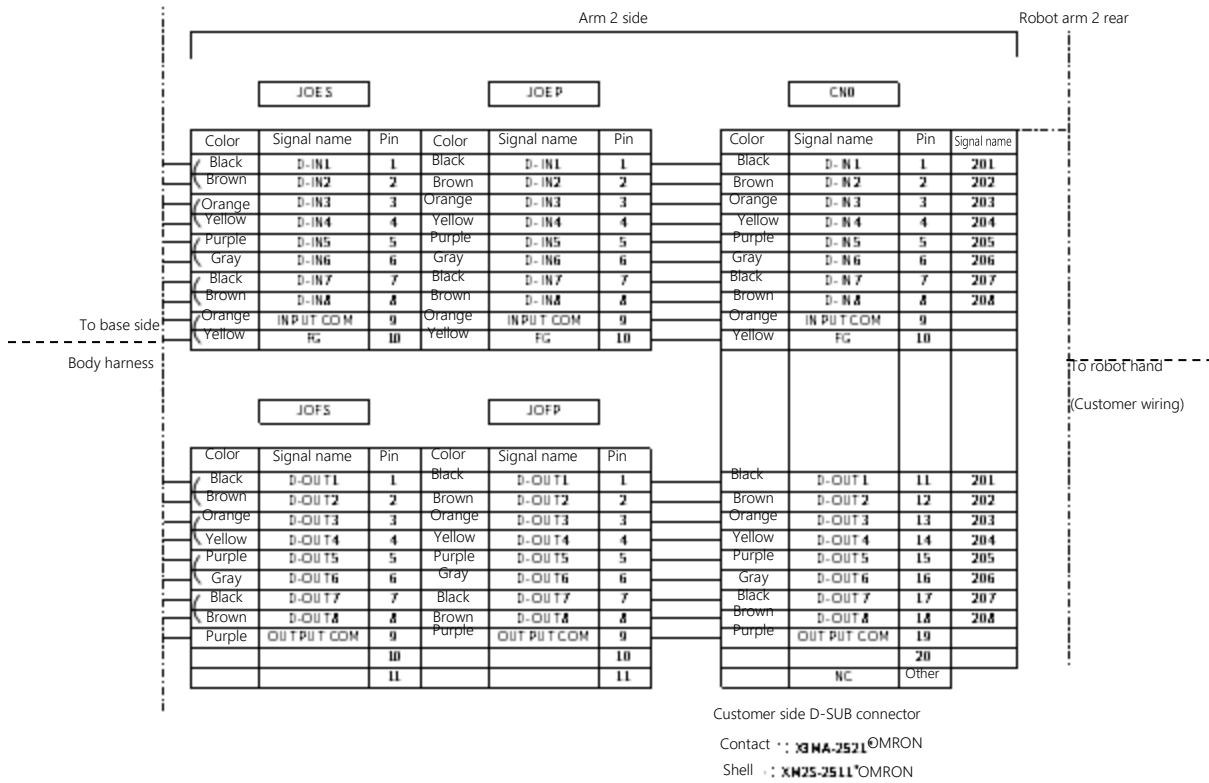 Arm 2 side Robot arm 2 rear
JOES JOEP CN0
Color Signal name Pin Color Signal name Pin Color Signal name Pin Signal name
Black D-IN1 1 Black D-IN1 1 Black D-IN1 1 201
Brown D-IN2 2 Brown D-IN2 2 Brown D-IN2 2 202
Orange D-IN3 3 Orange D-IN3 3 Orange D-IN3 3 203
Yellow D-IN4 4 Yellow D-IN4 4 Yellow D-IN4 4 204
Purple D-IN5 5 Purple D-IN5 5 Purple D-IN5 5 205
Gray D-IN6 6 Gray D-IN6 6 Gray D-IN6 6 206
Black D-IN7 7 Black D-IN7 7 Black D-IN7 7 207
Brown D-IN8 8 Brown D-IN8 8 Brown D-IN8 8 208
Orange INPUT COM 9 Orange INPUT COM 9 Orange INPUT COM 9
Yellow FG 10 Yellow FG 10 Yellow FG 10
To base side
Body harness
To robot hand
(Customer wiring)
JOFS JOFP
Color Signal name Pin Color Signal name Pin
Black D-OUT1 1 Black D-OUT1 1 Black D-OUT1 11 201
Brown D-OUT2 2 Brown D-OUT2 2 Brown D-OUT2 12 202
Orange D-OUT3 3 Orange D-OUT3 3 Orange D-OUT3 13 203
Yellow D-OUT4 4 Yellow D-OUT4 4 Yellow D-OUT4 14 204
Purple D-OUT5 5 Purple D-OUT5 5 Purple D-OUT5 15 205
Gray D-OUT6 6 Gray D-OUT6 6 Gray D-OUT6 16 206
Black D-OUT7 7 Black D-OUT7 7 Black D-OUT7 17 207
Brown D-OUT8 8 Brown D-OUT8 8 Brown D-OUT8 18 208
Purple OUTPUT COM 9 Purple OUTPUT COM 9 Purple OUTPUT COM 19
10 10 20
11 11 NC Other
Customer side D-SUB connector
Contact : XM4A-2521 OMRON
Shell : XM2S-2511 OMRON